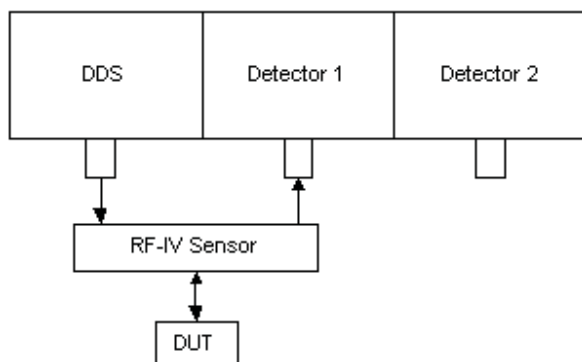 DDS
Detector 1
Detector 2
RF-IV Sensor
DUT